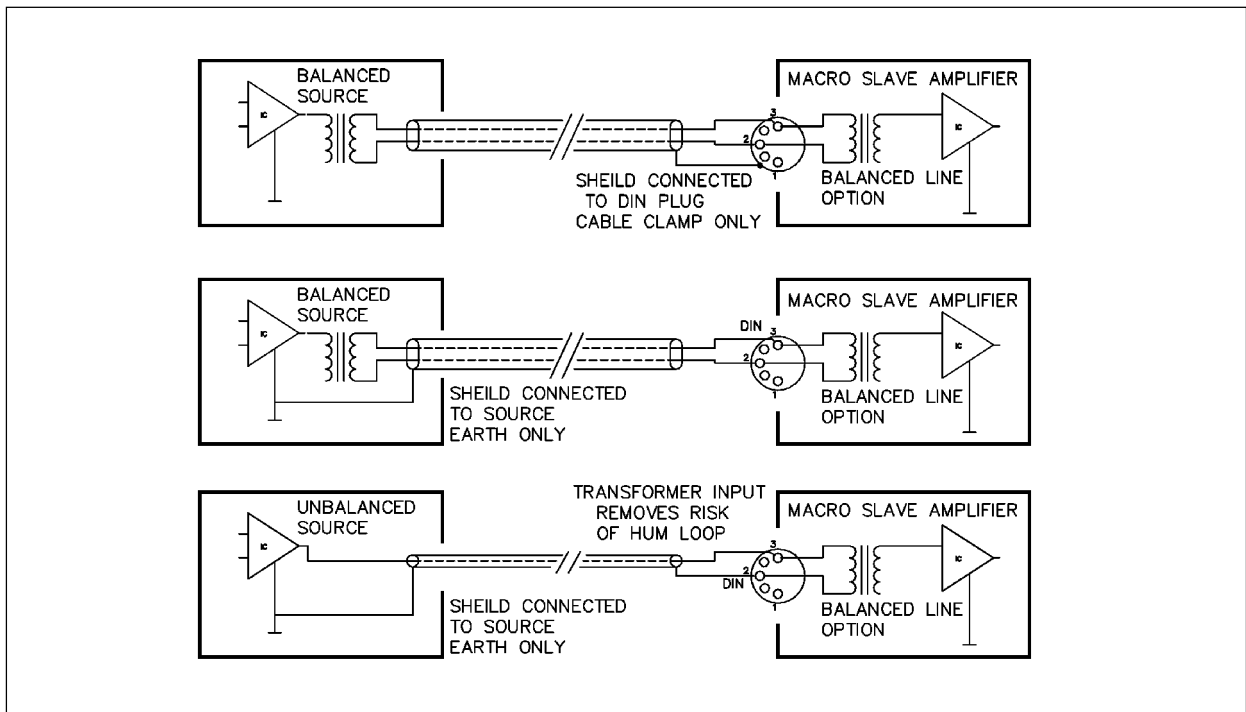 BALANCED
SOURCE
IC
SHEILD CONNECTED
TO DIN PLUG
CABLE CLAMP ONLY
3
2
1
MACRO SLAVE AMPLIFIER
IC
BALANCED LINE
OPTION
BALANCED
SOURCE
IC
SHEILD CONNECTED
TO SOURCE
EARTH ONLY
DIN
3
2
1
MACRO SLAVE AMPLIFIER
IC
BALANCED LINE
OPTION
UNBALANCED
SOURCE
IC
SHEILD CONNECTED
TO SOURCE
EARTH ONLY
TRANSFORMER INPUT
REMOVES RISK
OF HUM LOOP
3
2
DIN
1
MACRO SLAVE AMPLIFIER
IC
BALANCED LINE
OPTION